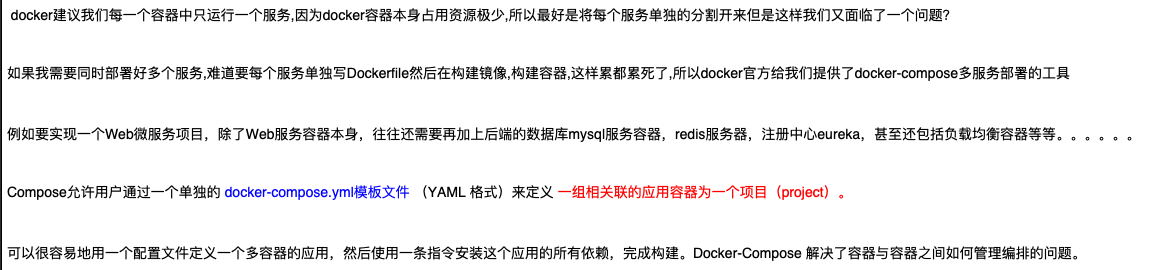 docker建议我们每一个容器中只运行一个服务,因为docker容器本身占用资源极少,所以最好是将每个服务单独的分割开来但是这样我们又面临了一个问题？
如果我需要同时部署好多个服务,难道要每个服务单独写Dockerfile然后在构建镜像,构建容器,这样累都累死了,所以docker官方给我们提供了docker-compose多服务部署的工具
例如要实现一个Web微服务项目，除了Web服务容器本身，往往还需要再加上后端的数据库mysql服务容器，redis服务器，注册中心eureka，甚至还包括负载均衡容器等等。。。。。。
Compose允许用户通过一个单独的 docker-compose.yml模板文件 （YAML 格式）来定义 一组相关联的应用容器为一个项目（project）。
可以很容易地用一个配置文件定义一个多容器的应用，然后使用一条指令安装这个应用的所有依赖，完成构建。Docker-Compose 解决了容器与容器之间如何管理编排的问题。